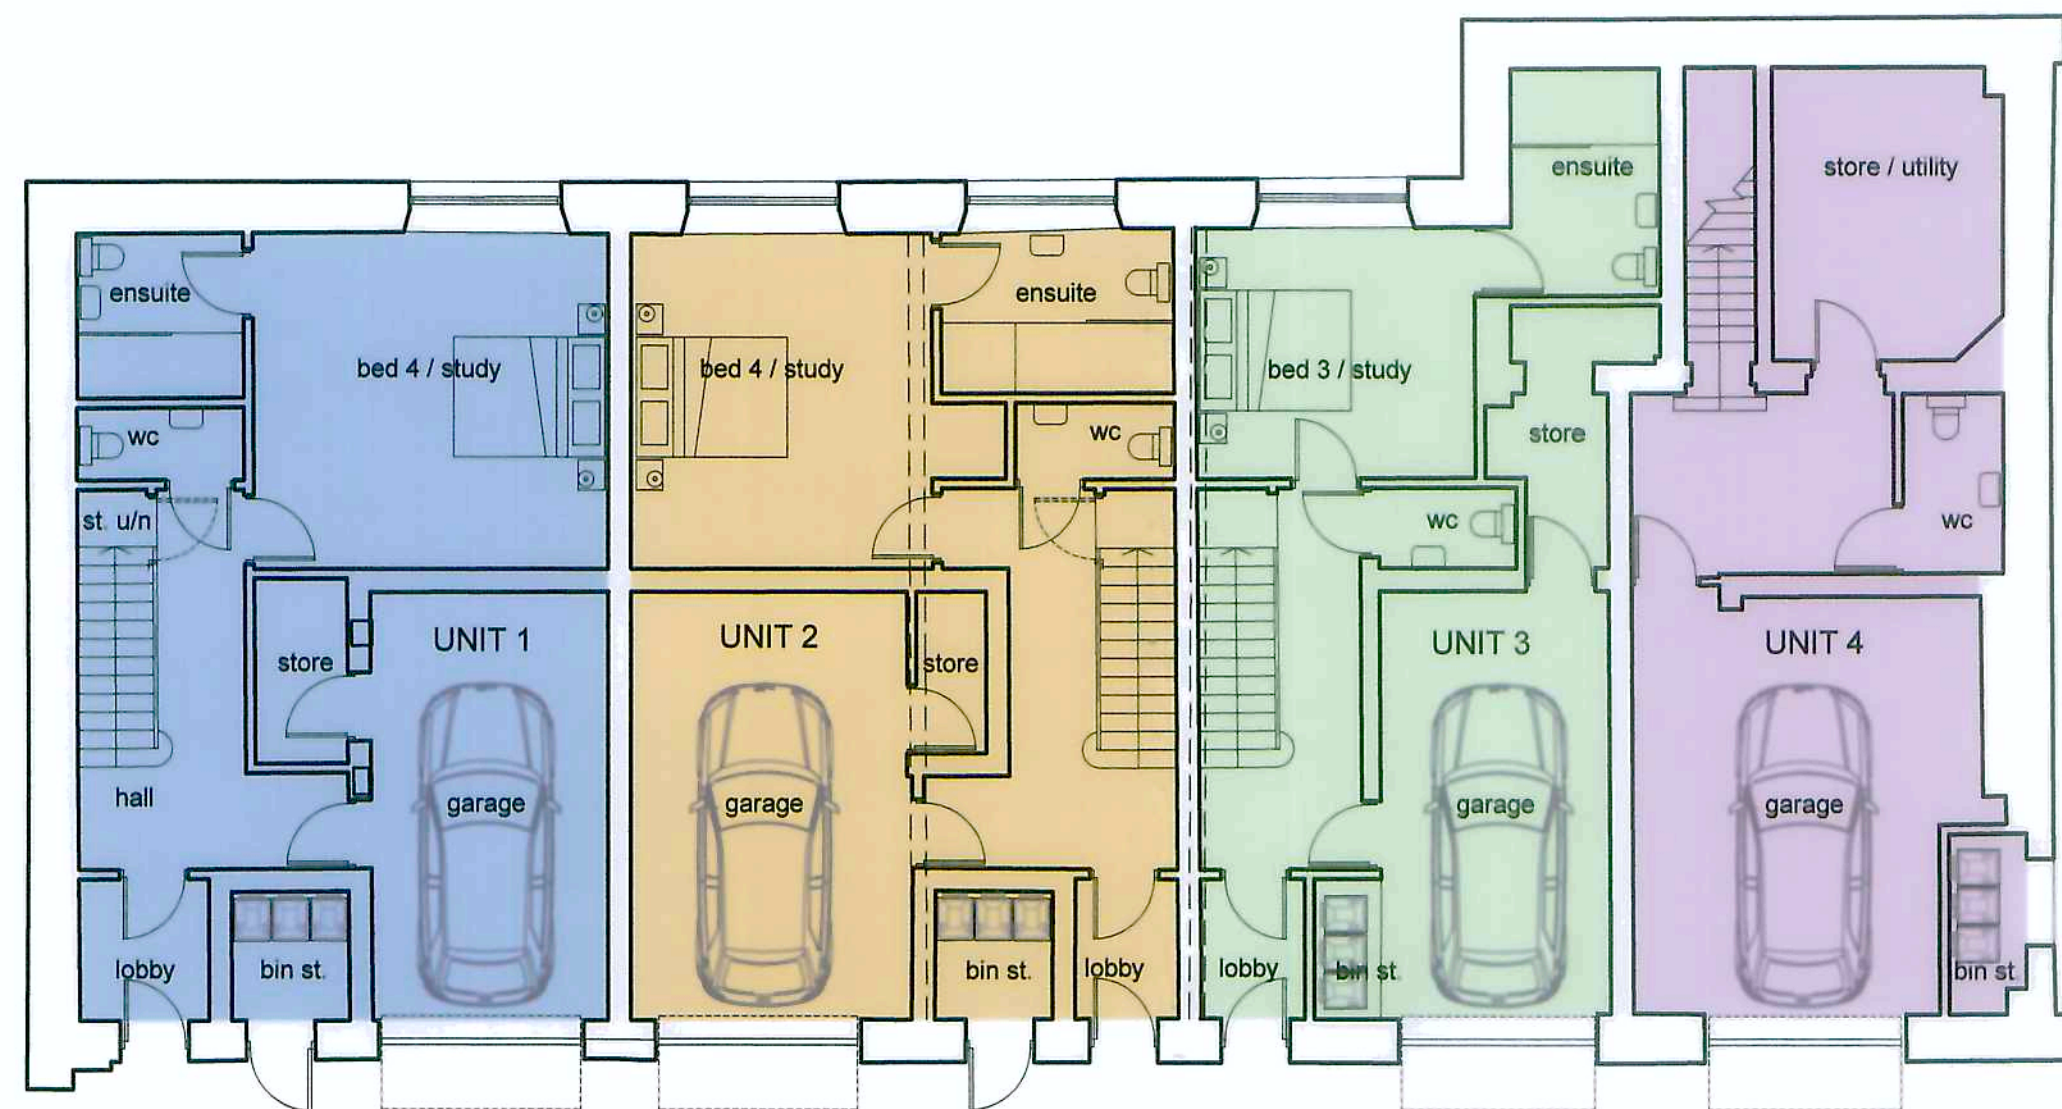 ensuite
bed 4 / study
wc
st. u/n
UNIT 1
store
garage
hall
lobby
bin st.
bed 4 / study
ensuite
wc
UNIT 2
store
garage
bin st.
lobby
ensuite
bed 3 / study
store
wc
UNIT 3
garage
lobby
bin st.
store / utility
wc
UNIT 4
garage
bin st.